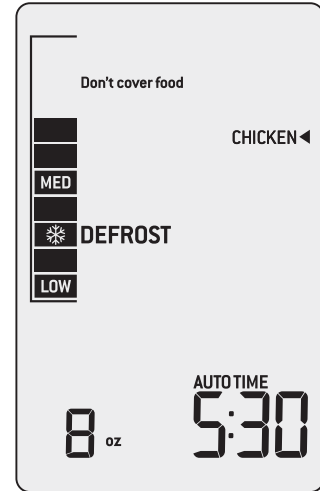 Don't cover food
CHICKEN◀
MED
DEFROST
LOW
AUTO TIME
8 oz 5:30